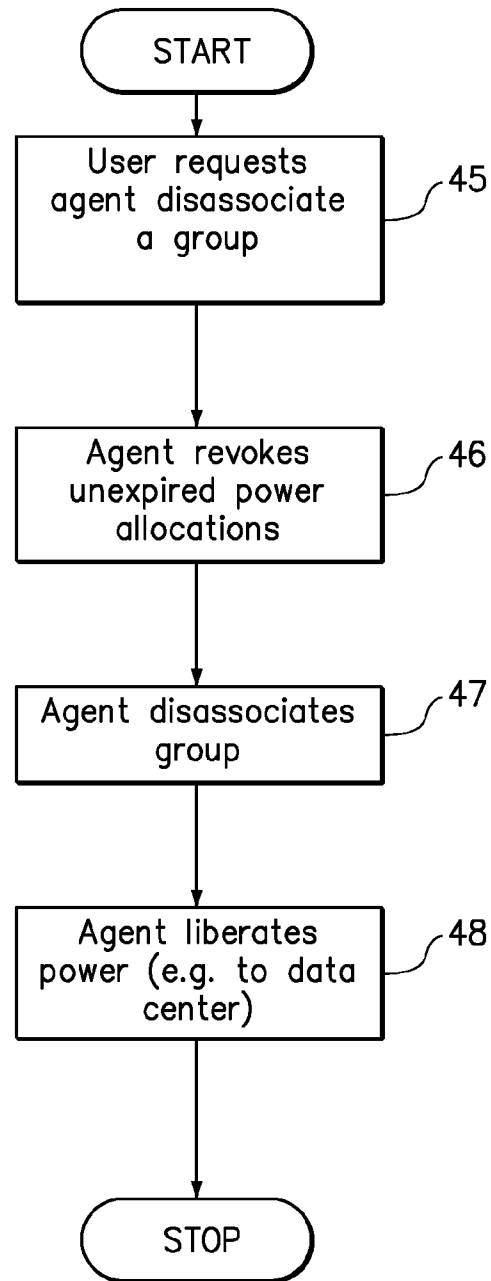 START
User requests
agent disassociate
a group
45
Agent revokes
unexpired power
allocations
46
Agent disassociates
group
47
Agent liberates
power (e.g. to data
center)
48
STOP